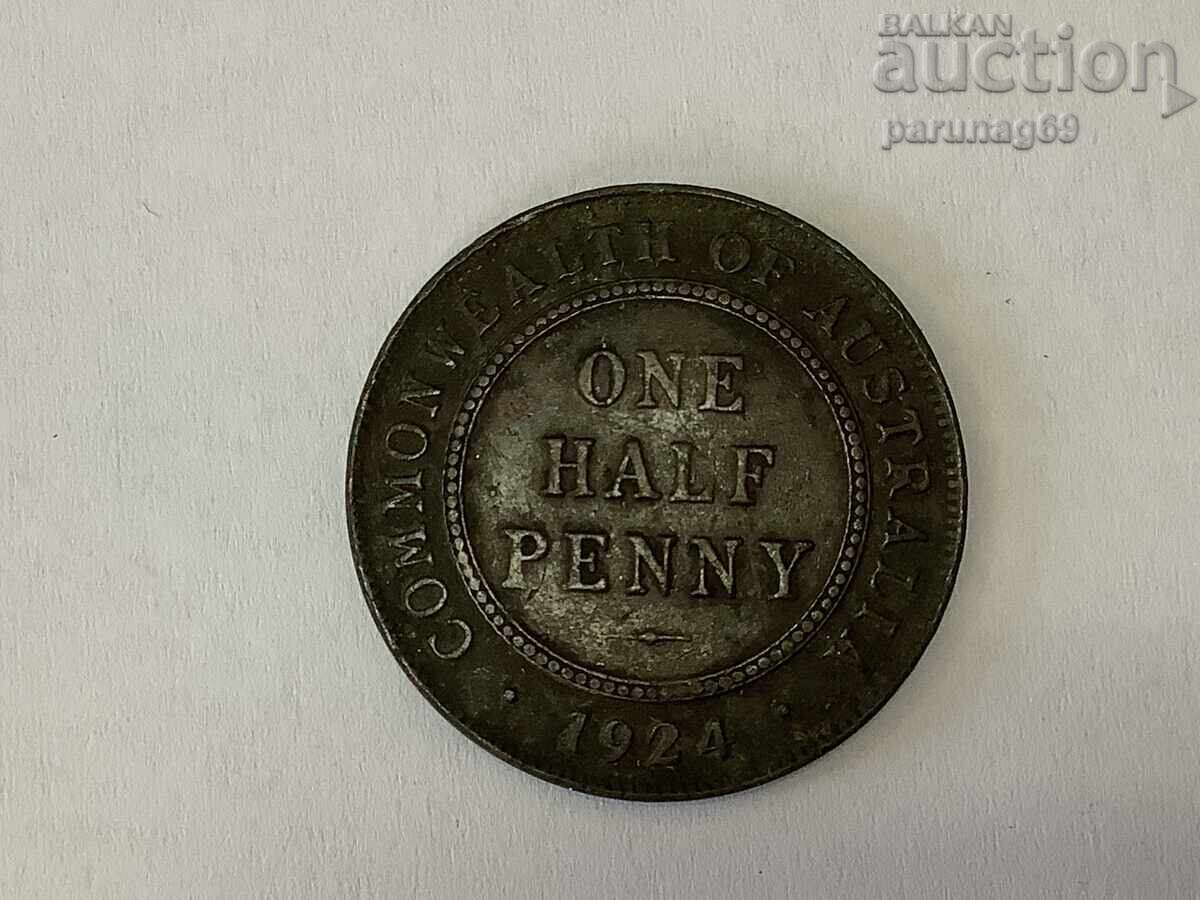 BALKAN
auction
parunag69
COMMONWEALTH OF AUSTRALIA
ONE
HALF
PENNY
· 1924 ·